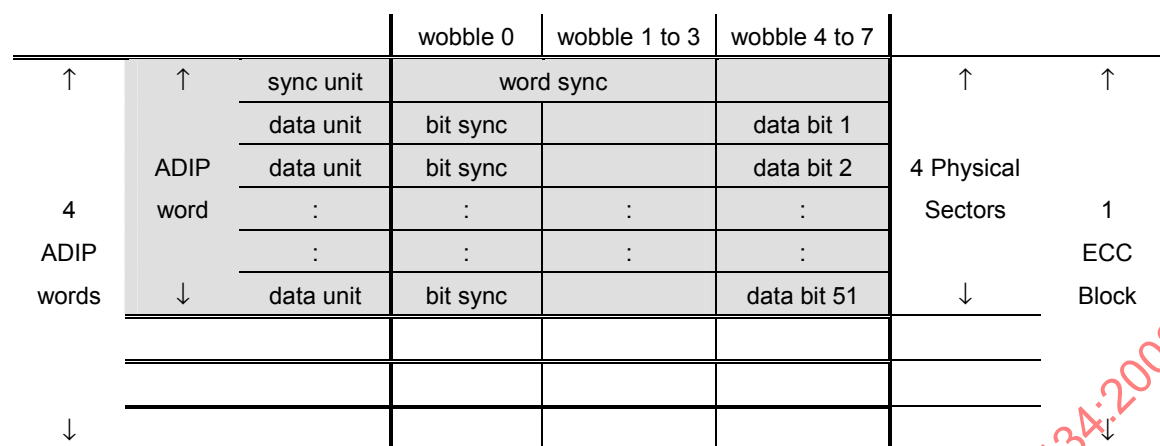 wobble 0 wobble 1 to 3 wobble 4 to 7
↑ ↑ sync unit word sync ↑ ↑
data unit bit sync data bit 1
ADIP data unit bit sync data bit 2 4 Physical
4 word : : : : Sectors 1
ADIP : : : : ECC
words ↓ data unit bit sync data bit 51 ↓ Block
↓ ↓